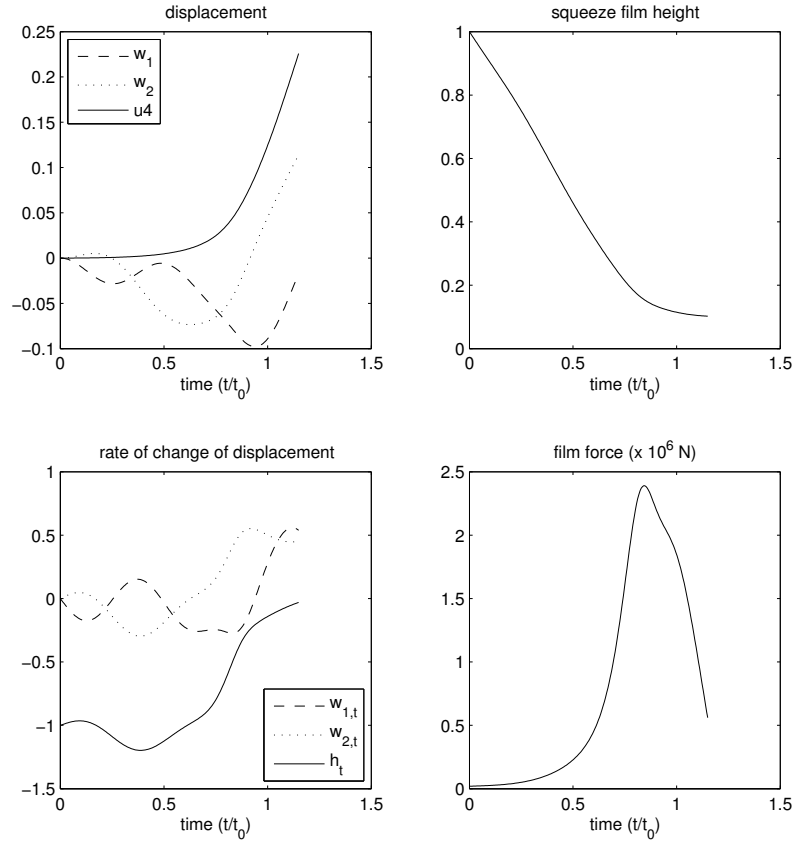 displacement
0.25
0.2
0.15
0.1
0.05
0
−0.05
−0.1
w1
w2
u4
0 0.5 1 1.5
time (t/t0)
squeeze film height
1
0.8
0.6
0.4
0.2
0
0 0.5 1 1.5
time (t/t0)
rate of change of displacement
1
0.5
0
−0.5
−1
−1.5
w1,t
w2,t
ht
0 0.5 1 1.5
time (t/t0)
film force (x 10^6 N)
2.5
2
1.5
1
0.5
0
0 0.5 1 1.5
time (t/t0)